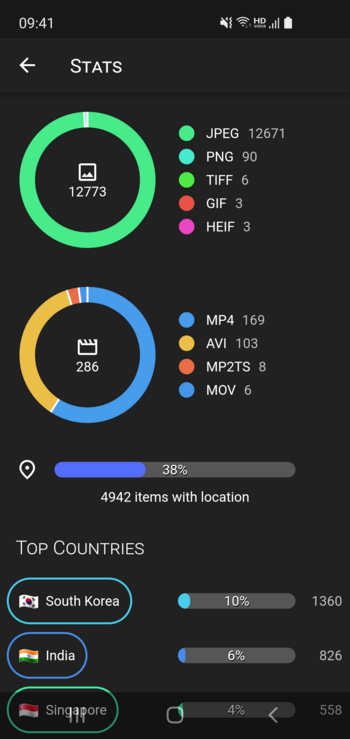 09:41 HD VOICE
Stats
12773
JPEG 12671
PNG 90
TIFF 6
GIF 3
HEIF 3
286
MP4 169
AVI 103
MP2TS 8
MOV 6
38%
4942 items with location
Top Countries
South Korea 10% 1360
India 6% 826
Singapore 4% 558